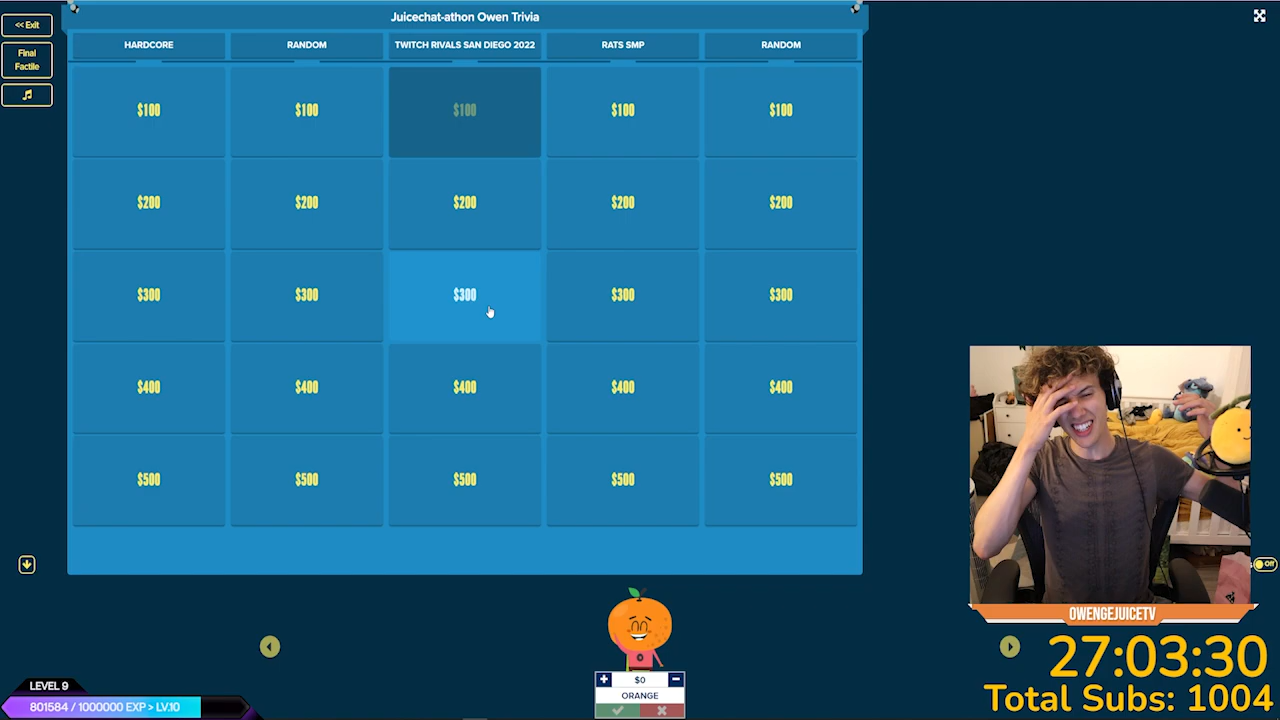 << Exit
Final
Factile
Juicechat-athon Owen Trivia
HARDCORE RANDOM TWITCH RIVALS SAN DIEGO 2022 RATS SMP RANDOM
$100 $100 $100 $100 $100
$200 $200 $200 $200 $200
$300 $300 $300 $300 $300
$400 $400 $400 $400 $400
$500 $500 $500 $500 $500
Off
OWENGEJUICETV
27:03:30
Total Subs: 1004
+ $0 −
ORANGE
LEVEL 9
801584 / 1000000 EXP > LV.10